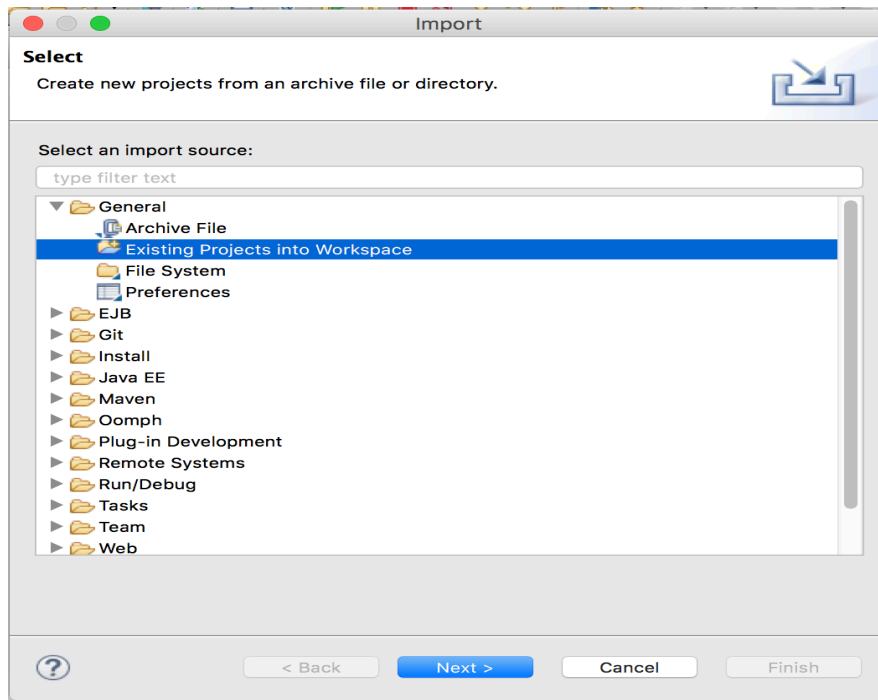 Import
Select
Create new projects from an archive file or directory.
Select an import source:
type filter text
General
Archive File
Existing Projects into Workspace
File System
Preferences
EJB
Git
Install
Java EE
Maven
Oomph
Plug-in Development
Remote Systems
Run/Debug
Tasks
Team
Web
? < Back Next > Cancel Finish